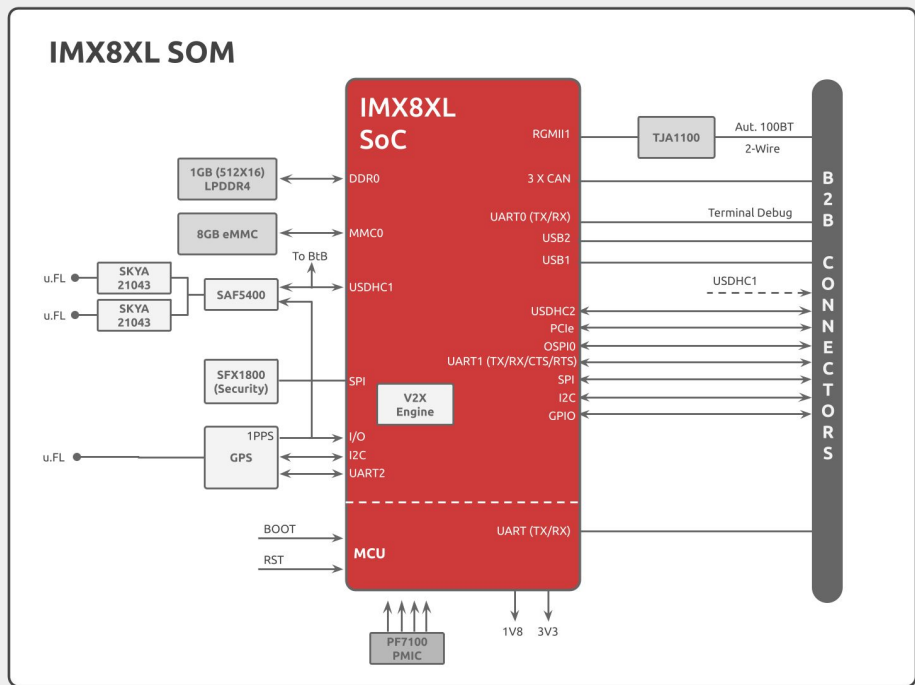 IMX8XL SOM
IMX8XL
SoC
1GB (512X16)
LPDDR4
8GB eMMC
To BtB
u.FL
SKYA
21043
u.FL
SKYA
21043
SAF5400
SFX1800
(Security)
u.FL
1PPS
GPS
BOOT
RST
DDR0
MMC0
USDHC1
SPI
V2X
Engine
I/O
I2C
UART2
MCU
RGMII1
3 X CAN
UART0 (TX/RX)
USB2
USB1
USDHC2
PCIe
OSPI0
UART1 (TX/RX/CTS/RTS)
SPI
I2C
GPIO
UART (TX/RX)
TJA1100
Aut. 100BT
2-Wire
Terminal Debug
USDHC1
B2B CONNECTORS
PF7100
PMIC
1V8
3V3